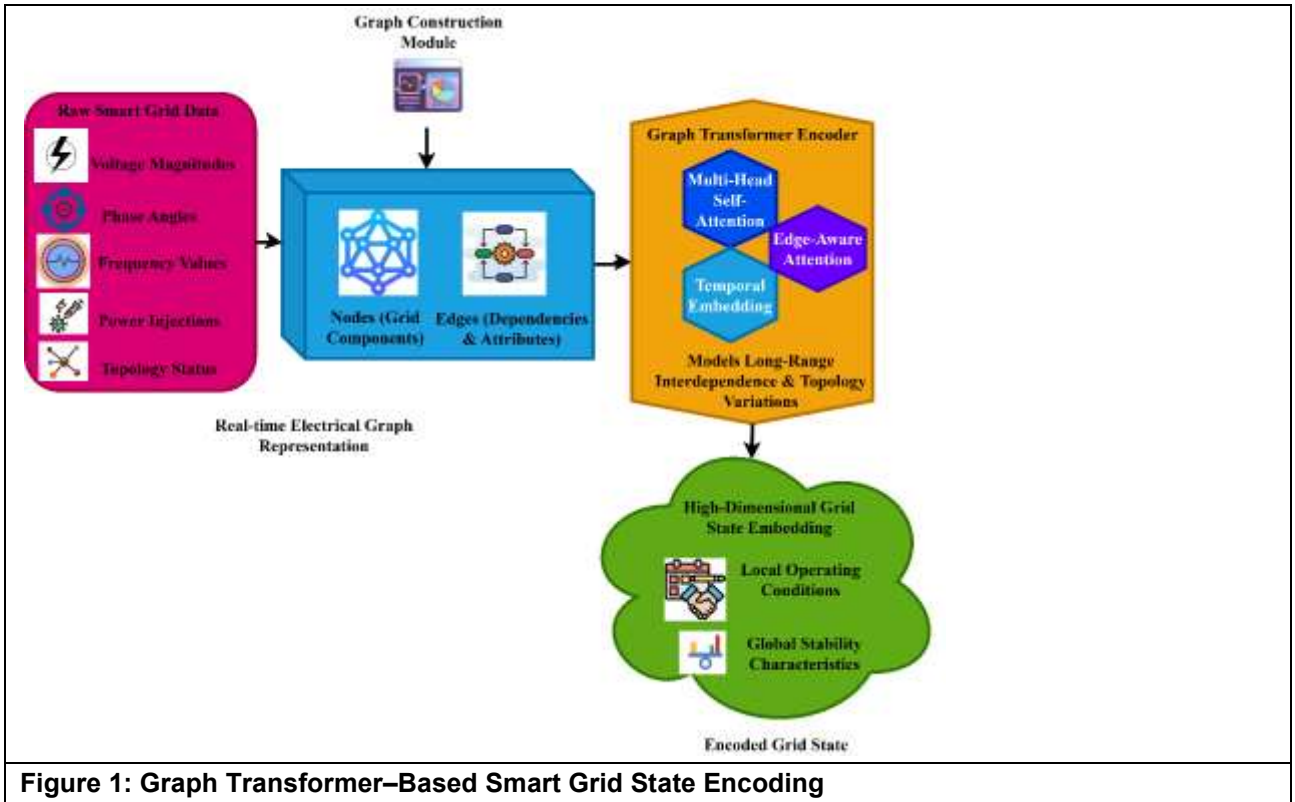 Graph Construction
Module
Raw Smart Grid Data
Voltage Magnitudes
Phase Angles
Frequency Values
Power Injections
Topology Status
Nodes (Grid
Components)
Edges (Dependencies
& Attributes)
Real-time Electrical Graph
Representation
Graph Transformer Encoder
Multi-Head
Self-
Attention
Edge-Aware
Attention
Temporal
Embedding
Models Long-Range
Interdependence & Topology
Variations
High-Dimensional Grid
State Embedding
Local Operating
Conditions
Global Stability
Characteristics
Encoded Grid State
Figure 1: Graph Transformer–Based Smart Grid State Encoding